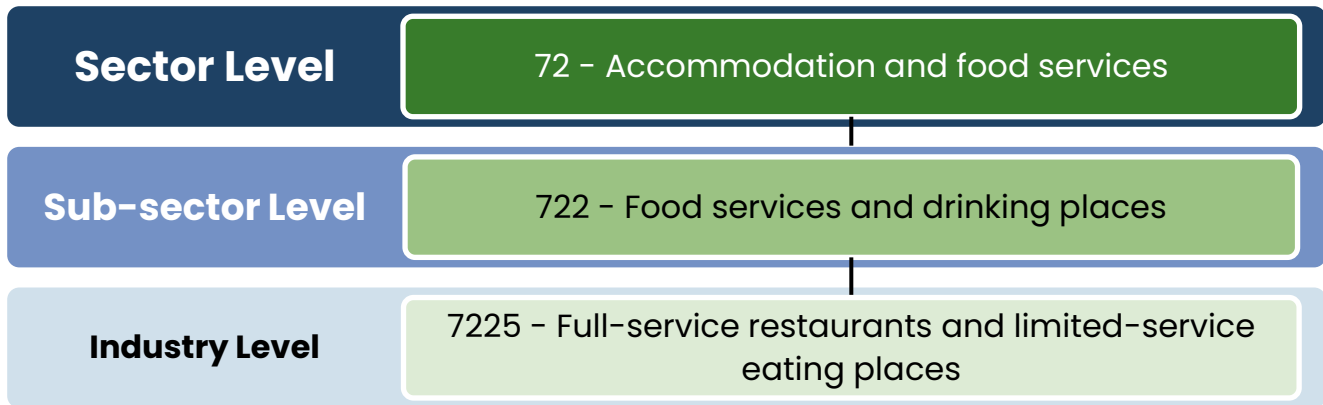 Sector Level
72 - Accommodation and food services
Sub-sector Level
722 - Food services and drinking places
Industry Level
7225 - Full-service restaurants and limited-service
eating places